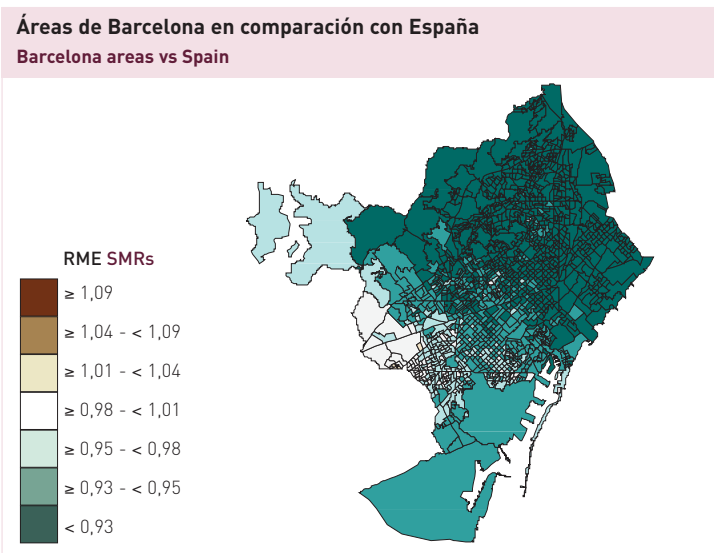 Áreas de Barcelona en comparación con España
Barcelona areas vs Spain
RME SMRs
≥ 1,09
≥ 1,04 - < 1,09
≥ 1,01 - < 1,04
≥ 0,98 - < 1,01
≥ 0,95 - < 0,98
≥ 0,93 - < 0,95
< 0,93